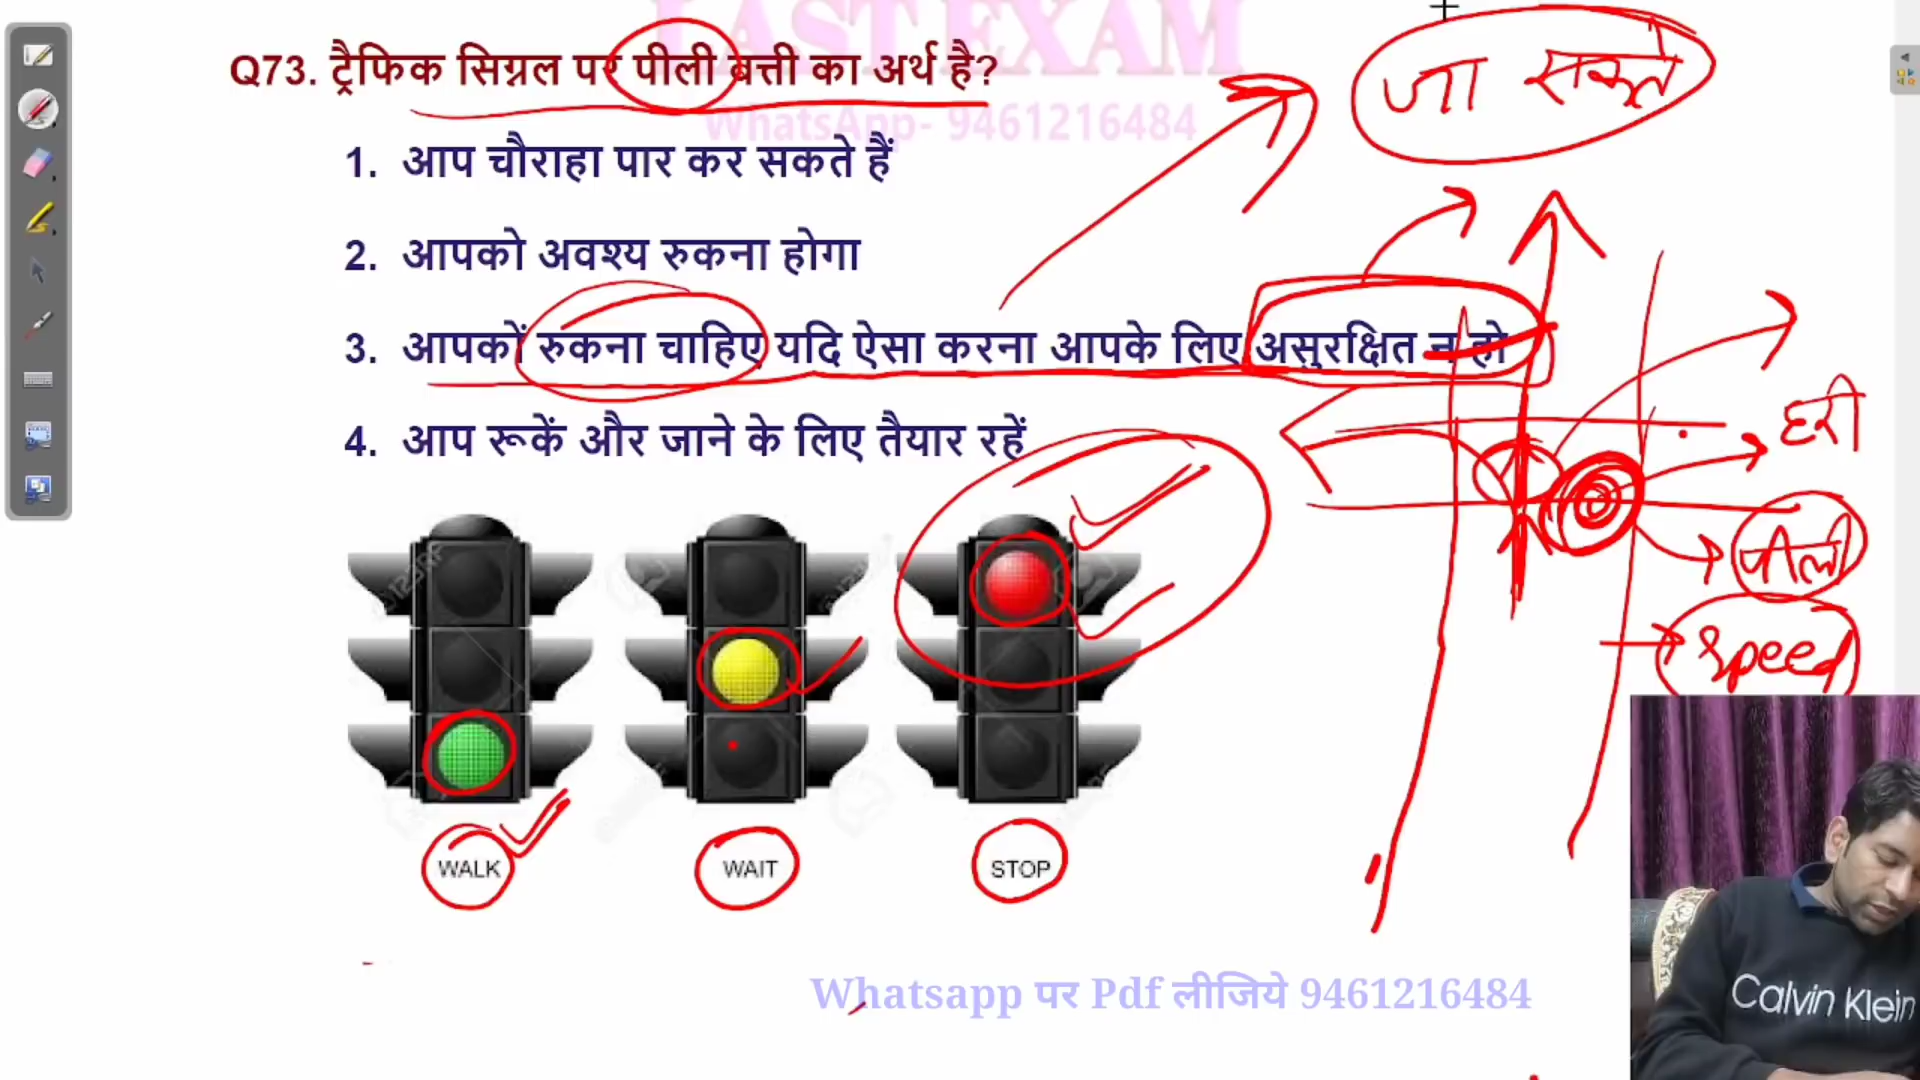 LAST EXAM
Q73. ट्रैफिक सिग्नल पर पीली बत्ती का अर्थ है?
WhatsApp- 9461216484
जा सकते
1. आप चौराहा पार कर सकते हैं
2. आपको अवश्य रुकना होगा
3. आपकों रुकना चाहिए यदि ऐसा करना आपके लिए असुरक्षित न हो
4. आप रूकें और जाने के लिए तैयार रहें
हरी
पीली
Speed
WALK WAIT STOP
Whatsapp पर Pdf लीजिये 9461216484
Calvin Klein